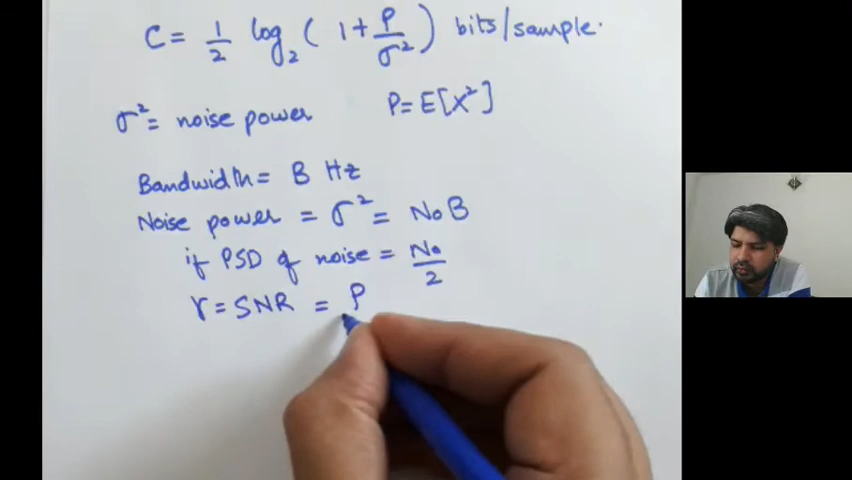 C = 1/2 log₂ ( 1 + P/σ² ) bits/sample.
σ² = noise power P = E[X²]
Bandwidth = B Hz
Noise power = σ² = N₀B
if PSD of noise = N₀/2
γ = SNR = P